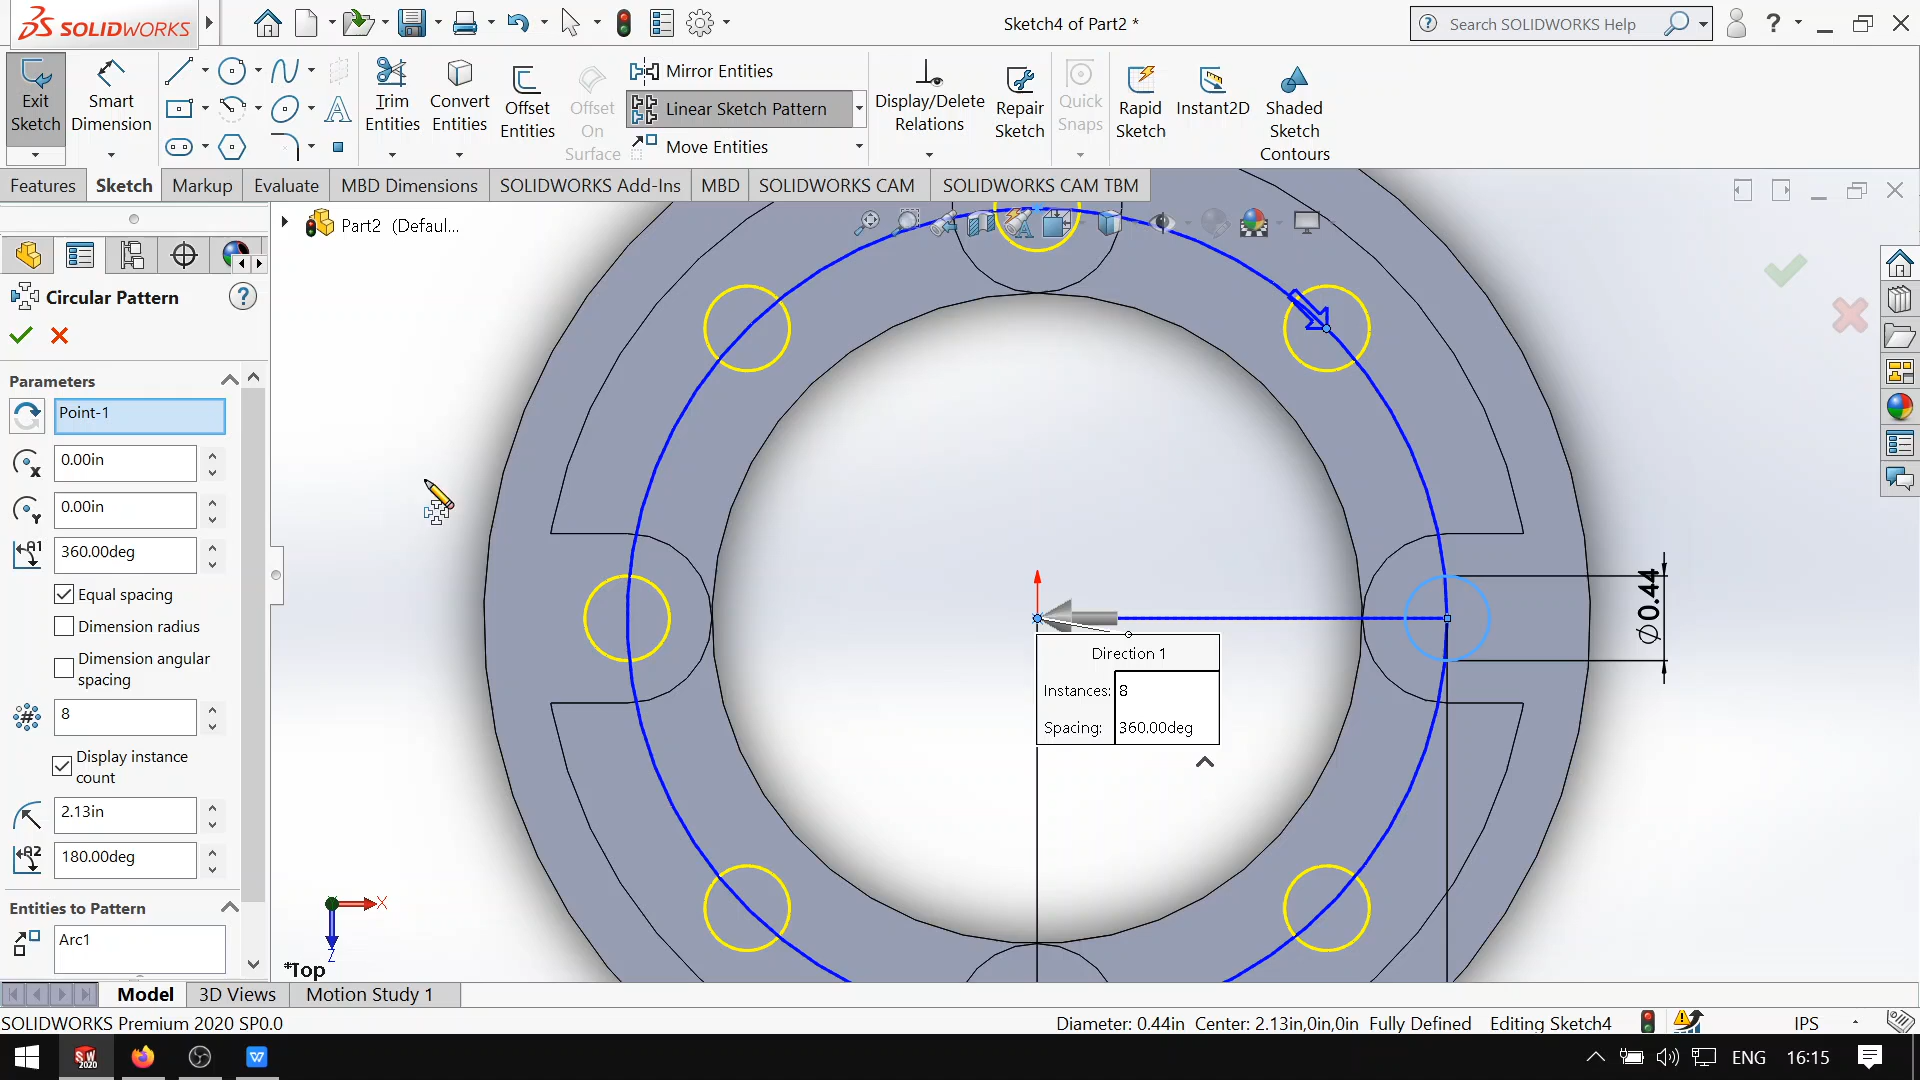 SOLIDWORKS
Sketch4 of Part2 *
Search SOLIDWORKS Help
Exit Sketch
Smart Dimension
Trim Entities
Convert Entities
Offset Entities
Offset On Surface
Mirror Entities
Linear Sketch Pattern
Move Entities
Display/Delete Relations
Repair Sketch
Quick Snaps
Rapid Sketch
Instant2D
Shaded Sketch Contours
Features
Sketch
Markup
Evaluate
MBD Dimensions
SOLIDWORKS Add-Ins
MBD
SOLIDWORKS CAM
SOLIDWORKS CAM TBM
Part2 (Defaul...
Circular Pattern
Parameters
Point-1
0.00in
0.00in
360.00deg
Equal spacing
Dimension radius
Dimension angular spacing
8
Display instance count
2.13in
180.00deg
Entities to Pattern
Arc1
Direction 1
Instances: 8
Spacing: 360.00deg
∅0.44
X
Z
*Top
Model
3D Views
Motion Study 1
SOLIDWORKS Premium 2020 SP0.0
Diameter: 0.44in Center: 2.13in,0in,0in Fully Defined
Editing Sketch4
IPS
ENG
16:15